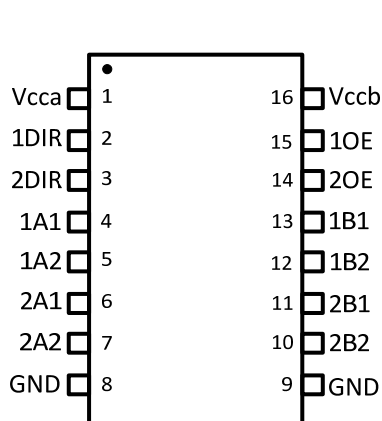 Vcca 1 16 Vccb
1DIR 2 15 1OE
2DIR 3 14 2OE
1A1 4 13 1B1
1A2 5 12 1B2
2A1 6 11 2B1
2A2 7 10 2B2
GND 8 9 GND